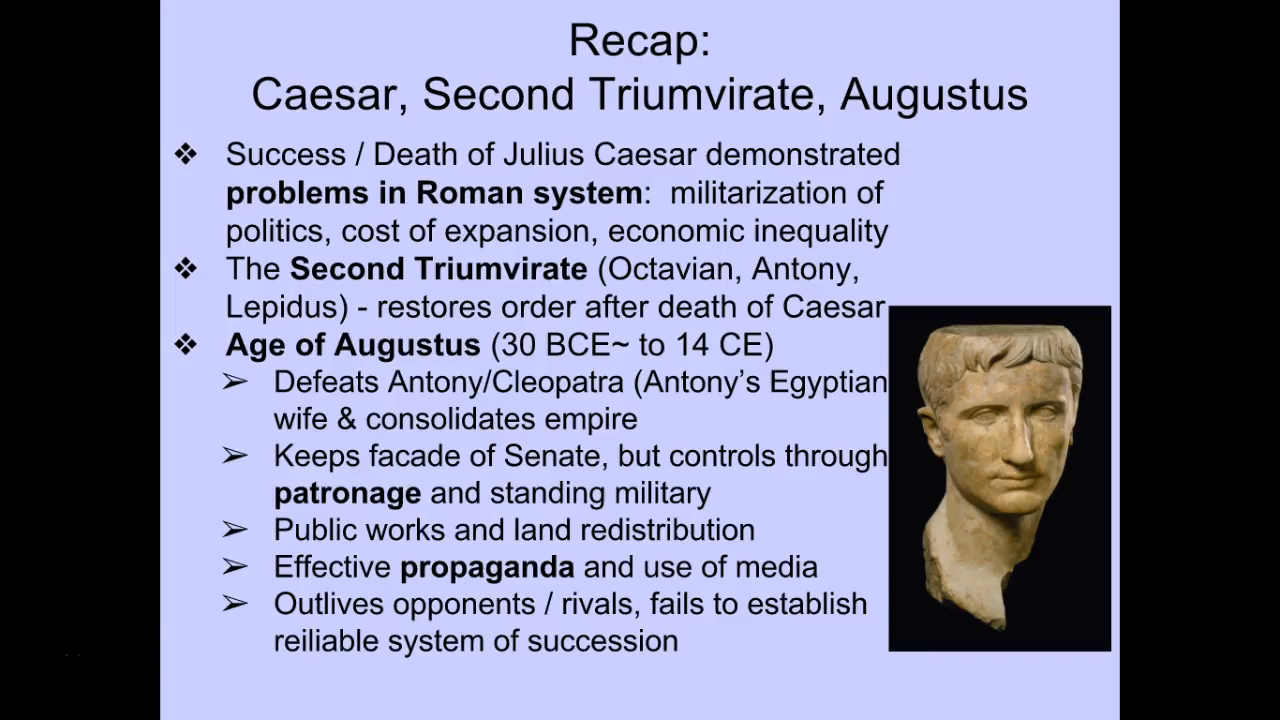 Recap:
Caesar, Second Triumvirate, Augustus
❖ Success / Death of Julius Caesar demonstrated
problems in Roman system:  militarization of
politics, cost of expansion, economic inequality
❖ The Second Triumvirate (Octavian, Antony,
Lepidus) - restores order after death of Caesar
❖ Age of Augustus (30 BCE~ to 14 CE)
➢ Defeats Antony/Cleopatra (Antony’s Egyptian
wife & consolidates empire
➢ Keeps facade of Senate, but controls through
patronage and standing military
➢ Public works and land redistribution
➢ Effective propaganda and use of media
➢ Outlives opponents / rivals, fails to establish
reiliable system of succession